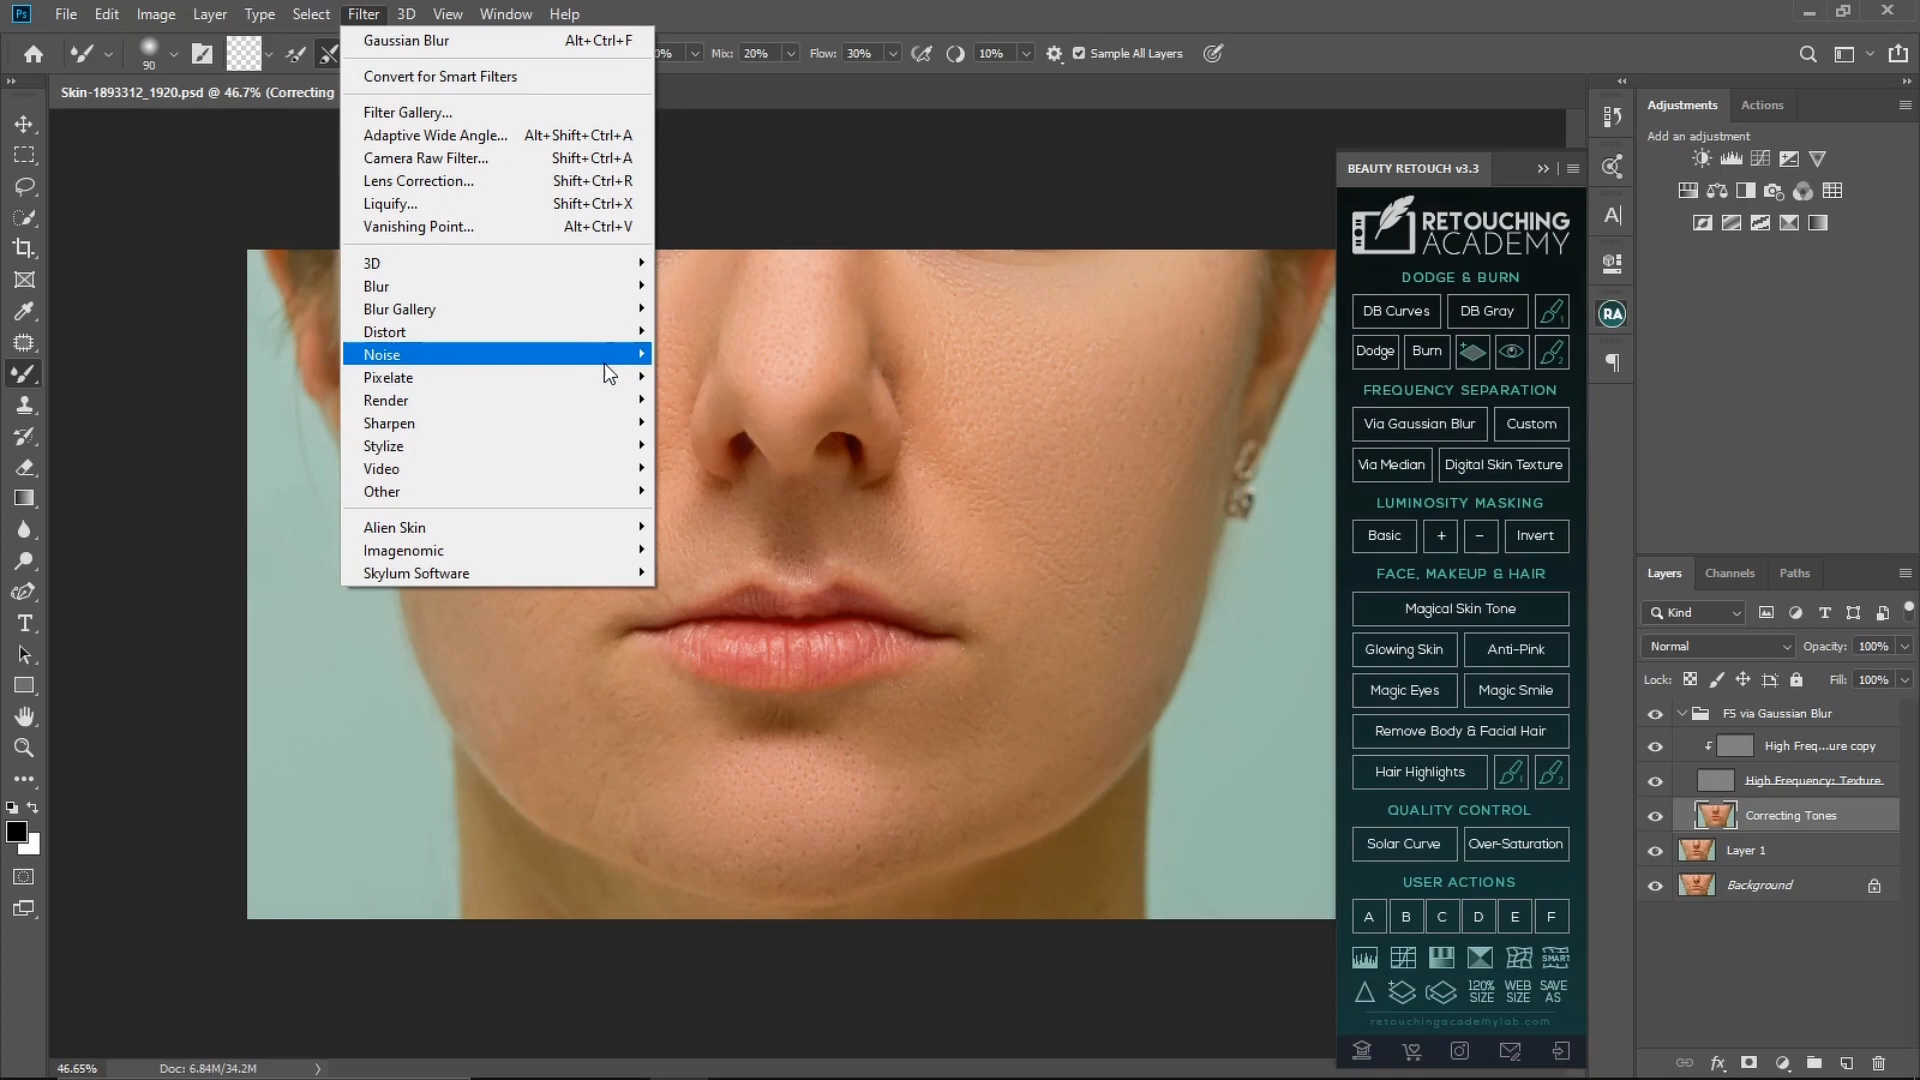 Ps File Edit Image Layer Type Select Filter 3D View Window Help
90
Mix: 20% Flow: 30% 10% Sample All Layers
Skin-1893312_1920.psd @ 46.7% (Correcting
Gaussian Blur Alt+Ctrl+F
Convert for Smart Filters
Filter Gallery...
Adaptive Wide Angle... Alt+Shift+Ctrl+A
Camera Raw Filter... Shift+Ctrl+A
Lens Correction... Shift+Ctrl+R
Liquify... Shift+Ctrl+X
Vanishing Point... Alt+Ctrl+V
3D
Blur
Blur Gallery
Distort
Noise
Pixelate
Render
Sharpen
Stylize
Video
Other
Alien Skin
Imagenomic
Skylum Software
BEAUTY RETOUCH v3.3
RETOUCHING
ACADEMY
DODGE & BURN
DB Curves DB Gray 1
Dodge Burn 2
FREQUENCY SEPARATION
Via Gaussian Blur Custom
Via Median Digital Skin Texture
LUMINOSITY MASKING
Basic + − Invert
FACE, MAKEUP & HAIR
Magical Skin Tone
Glowing Skin Anti-Pink
Magic Eyes Magic Smile
Remove Body & Facial Hair
Hair Highlights 1 2
QUALITY CONTROL
Solar Curve Over-Saturation
USER ACTIONS
A B C D E F
SMART
120% SIZE WEB SIZE SAVE AS
retouchingacademylab.com
RA
Adjustments Actions
Add an adjustment
Layers Channels Paths
Kind
Normal Opacity: 100%
Lock: Fill: 100%
FS via Gaussian Blur
High Freq...ure copy
High Frequency: Texture
Correcting Tones
Layer 1
Background
46.65% Doc: 6.84M/34.2M